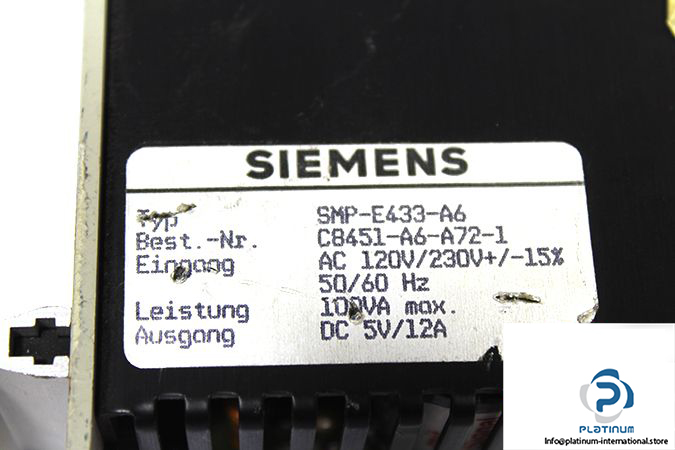 SIEMENS
Typ SMP-E433-A6
Best.-Nr. C8451-A6-A72-1
Eingang AC 120V/230V+/-15%
50/60 Hz
Leistung 100VA max.
Ausgang DC 5V/12A
PLATINUM
info@platinum-international.store